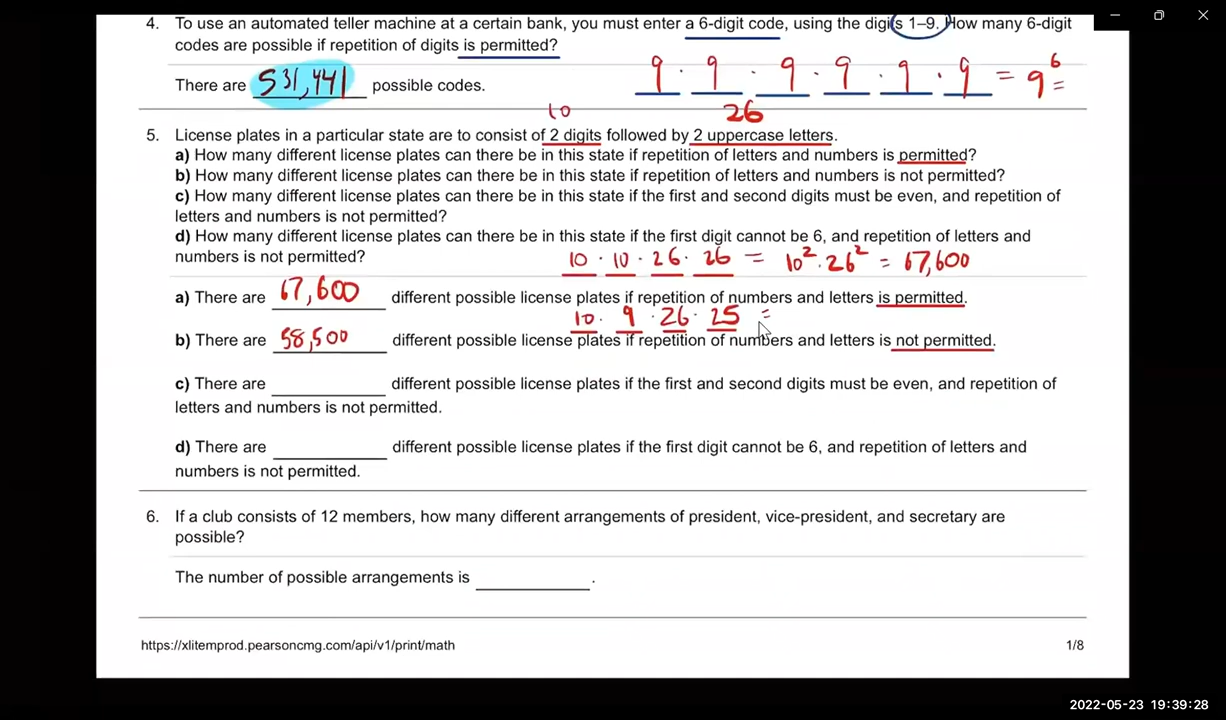 4. To use an automated teller machine at a certain bank, you must enter a 6-digit code, using the digits 1–9. How many 6-digit
codes are possible if repetition of digits is permitted?
There are 531,441 possible codes.
9 · 9 · 9 · 9 · 9 · 9 = 9^6 =
10 26
5. License plates in a particular state are to consist of 2 digits followed by 2 uppercase letters.
a) How many different license plates can there be in this state if repetition of letters and numbers is permitted?
b) How many different license plates can there be in this state if repetition of letters and numbers is not permitted?
c) How many different license plates can there be in this state if the first and second digits must be even, and repetition of
letters and numbers is not permitted?
d) How many different license plates can there be in this state if the first digit cannot be 6, and repetition of letters and
numbers is not permitted?
10 · 10 · 26 · 26 = 10^2 · 26^2 = 67,600
a) There are 67,600 different possible license plates if repetition of numbers and letters is permitted.
10 · 9 · 26 · 25 =
b) There are 58,500 different possible license plates if repetition of numbers and letters is not permitted.
c) There are different possible license plates if the first and second digits must be even, and repetition of
letters and numbers is not permitted.
d) There are different possible license plates if the first digit cannot be 6, and repetition of letters and
numbers is not permitted.
6. If a club consists of 12 members, how many different arrangements of president, vice-president, and secretary are
possible?
The number of possible arrangements is .
https://xlitemprod.pearsoncmg.com/api/v1/print/math 1/8
2022-05-23 19:39:28